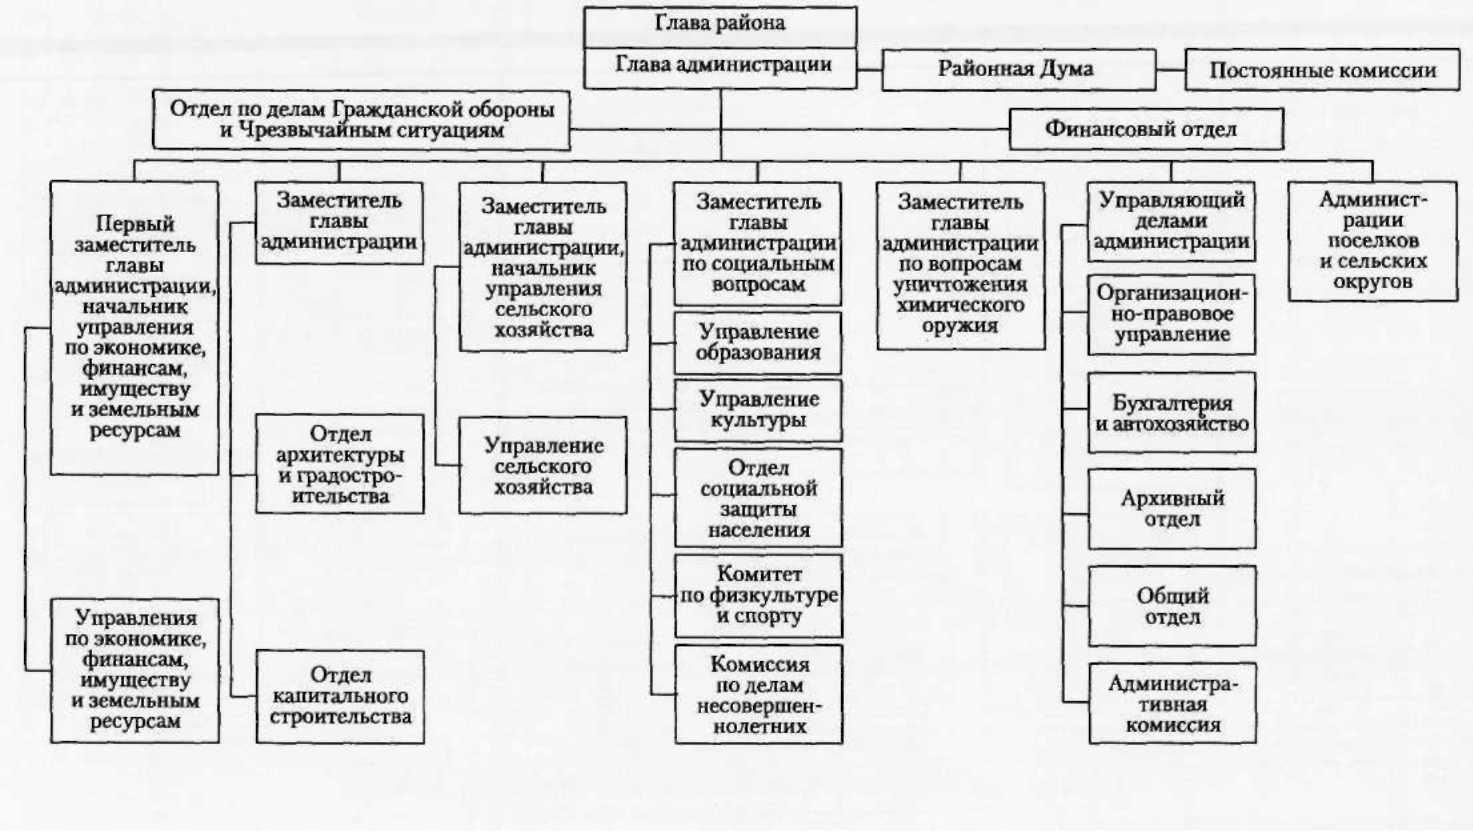 Глава района
Глава администрации
Районная Дума
Постоянные комиссии
Отдел по делам Гражданской обороны
и Чрезвычайным ситуациям
Финансовый отдел
Первый
заместитель
главы
администрации,
начальник
управления
по экономике,
финансам,
имуществу
и земельным
ресурсам
Управления
по экономике,
финансам,
имуществу
и земельным
ресурсам
Заместитель
главы
администрации
Отдел
архитектуры
и градостро-
ительства
Отдел
капитального
строительства
Заместитель
главы
администрации,
начальник
управления
сельского
хозяйства
Управление
сельского
хозяйства
Заместитель
главы
администрации
по социальным
вопросам
Управление
образования
Управление
культуры
Отдел
социальной
защиты
населения
Комитет
по физкультуре
и спорту
Комиссия
по делам
несовершен-
нолетних
Заместитель
главы
администрации
по вопросам
уничтожения
химического
оружия
Управляющий
делами
администрации
Организацион-
но-правовое
управление
Бухгалтерия
и автохозяйство
Архивный
отдел
Общий
отдел
Администра-
тивная
комиссия
Админист-
рации
поселков
и сельских
округов